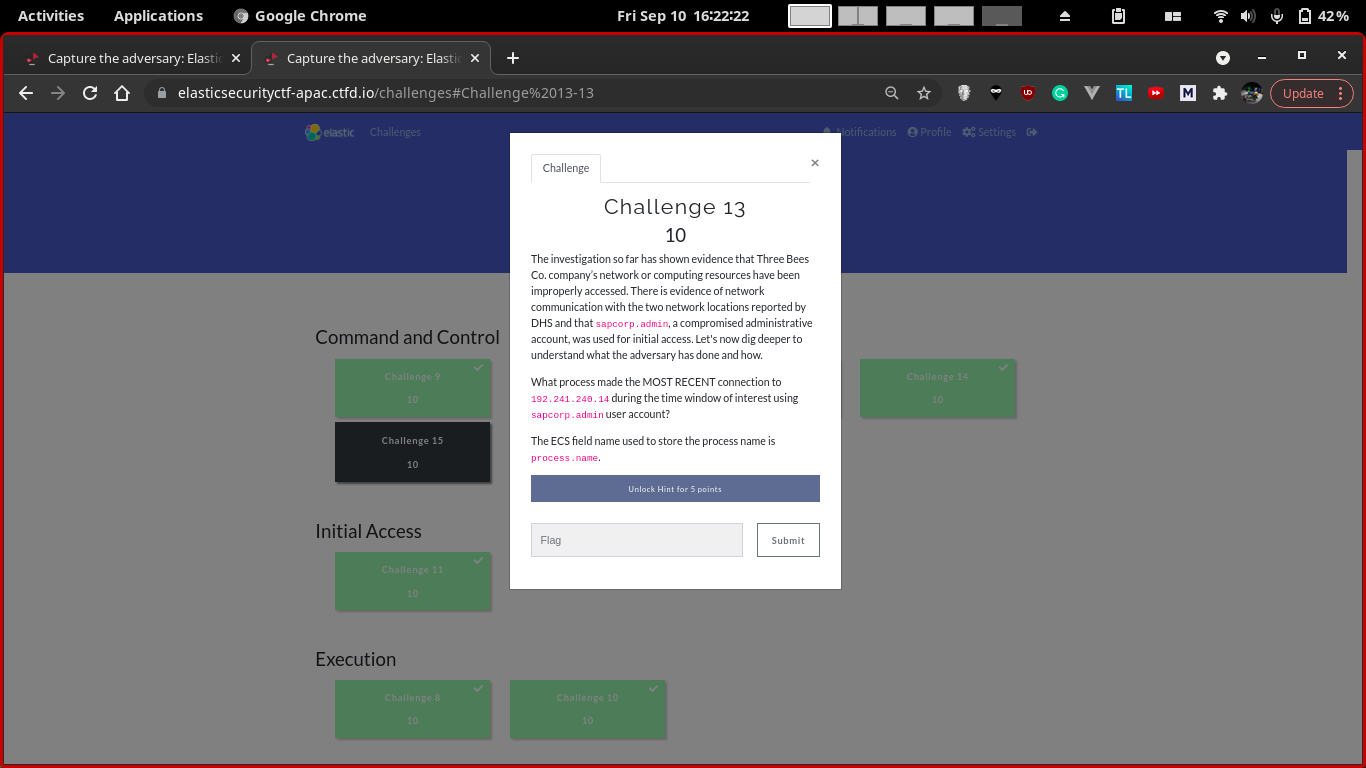 Activities Applications Google Chrome Fri Sep 10 16:22:22 42%
Capture the adversary: Elastic Capture the adversary: Elastic
elasticsecurityctf-apac.ctfd.io/challenges#Challenge%2013-13 UD G TL M Update
elastic Challenges Notifications Profile Settings
Challenge
×
Challenge 13
10
The investigation so far has shown evidence that Three Bees
Co. company's network or computing resources have been
improperly accessed. There is evidence of network
communication with the two network locations reported by
DHS and that sapcorp.admin, a compromised administrative
account, was used for initial access. Let's now dig deeper to
understand what the adversary has done and how.
What process made the MOST RECENT connection to
192.241.240.14 during the time window of interest using
sapcorp.admin user account?
The ECS field name used to store the process name is
process.name.
Unlock Hint for 5 points
Flag
Submit
Command and Control
Challenge 9
10
Challenge 14
10
Challenge 15
10
Initial Access
Challenge 11
10
Execution
Challenge 8
10
Challenge 10
10